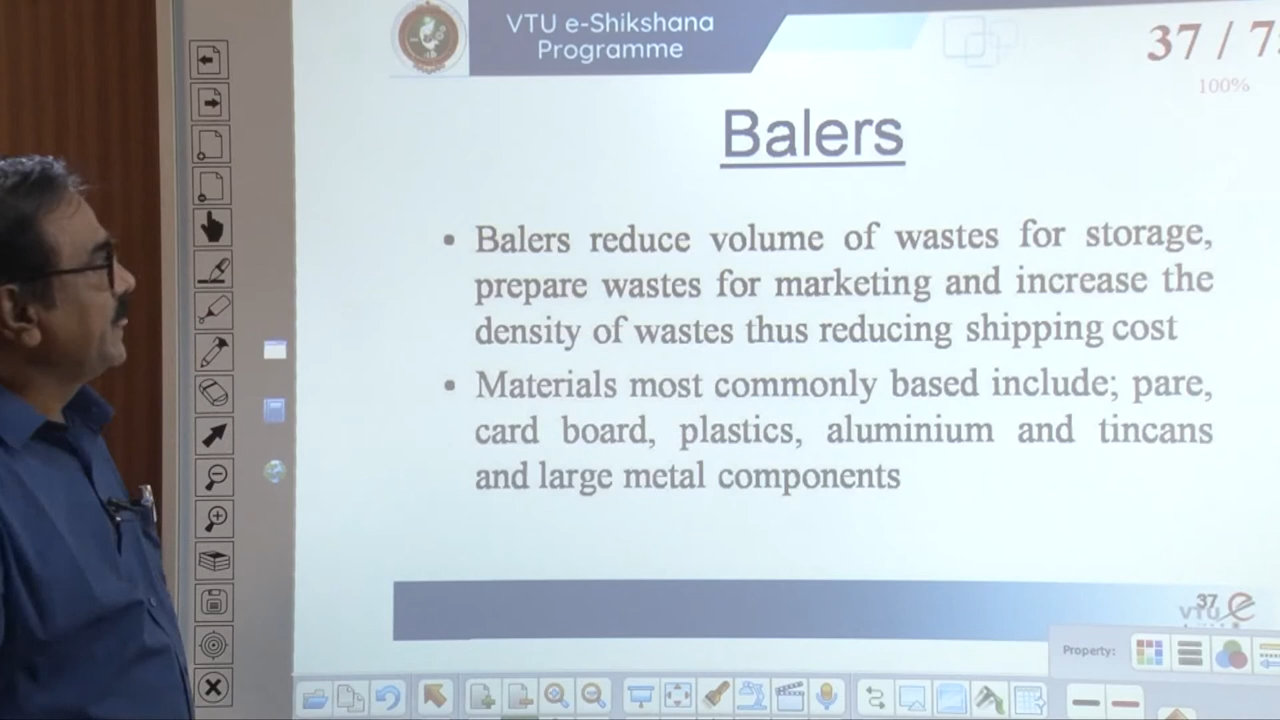 VTU e-Shikshana
Programme
37 / 7
100%
Balers
• Balers reduce volume of wastes for storage,
prepare wastes for marketing and increase the
density of wastes thus reducing shipping cost
• Materials most commonly based include; pare,
card board, plastics, aluminium and tincans
and large metal components
37
VTU e
Property: